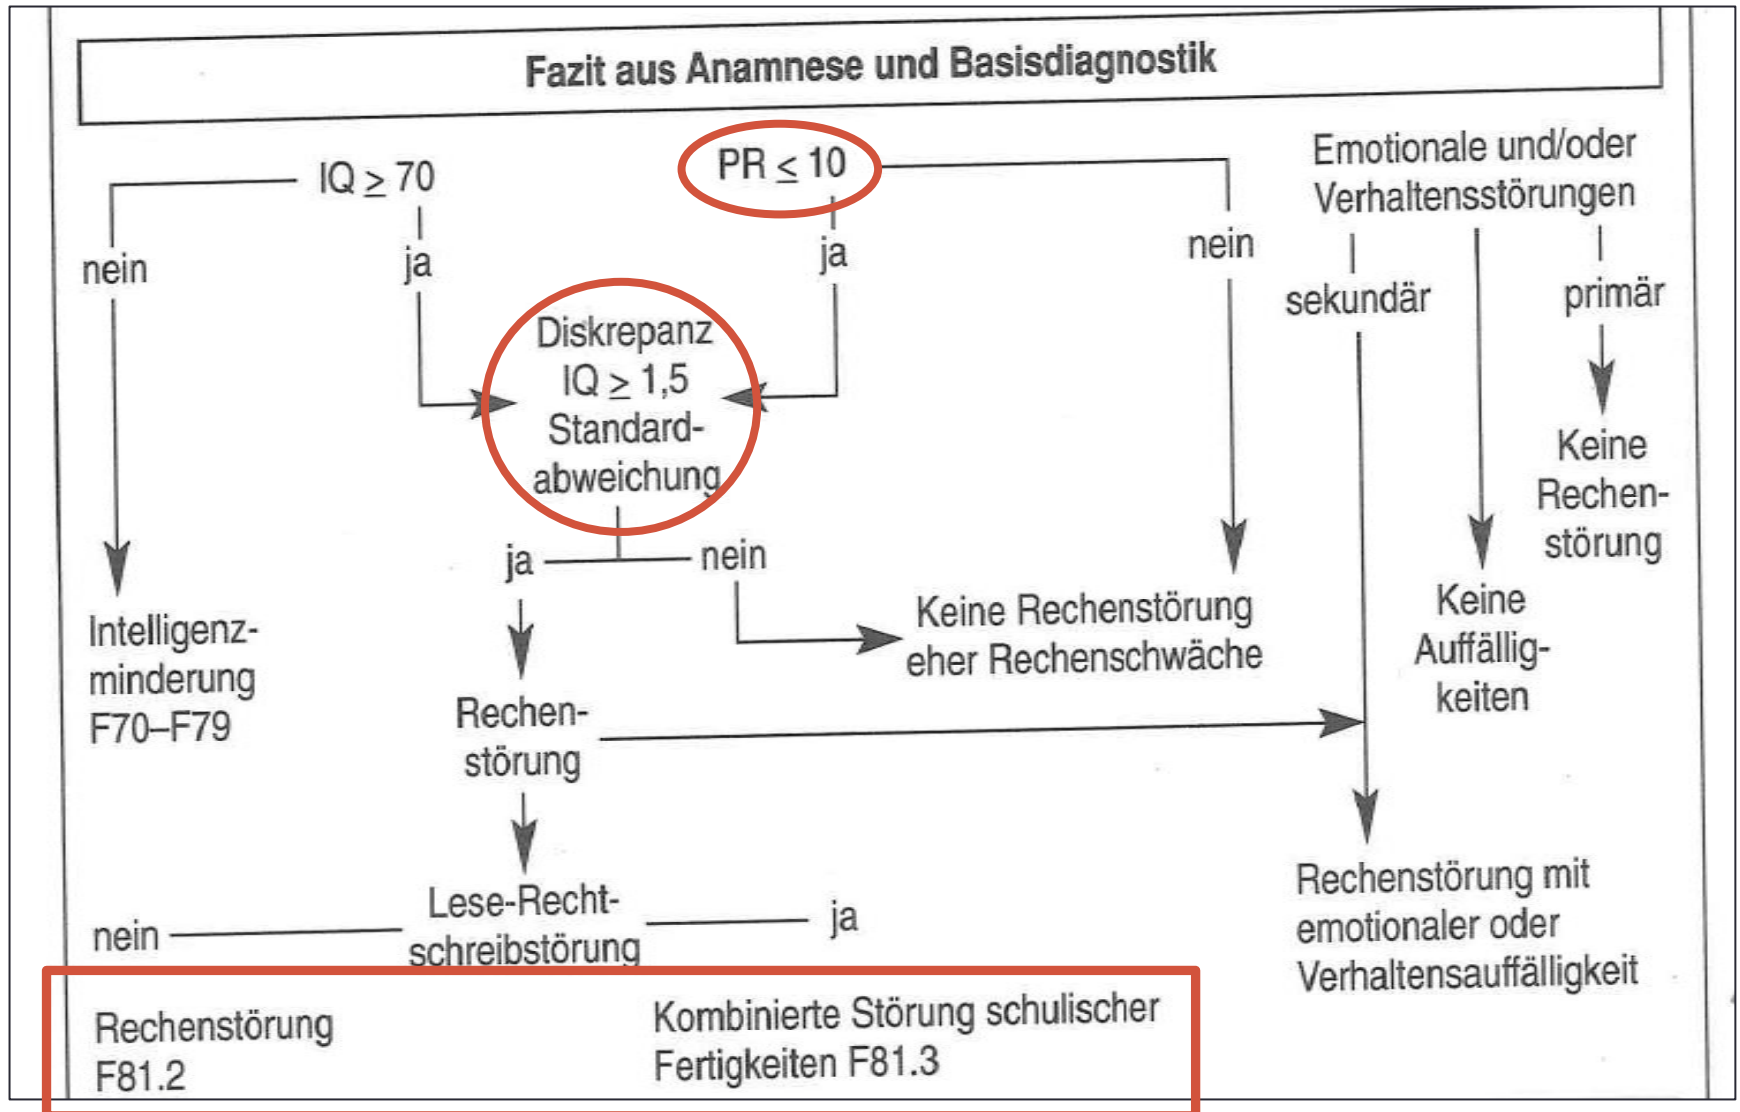 Fazit aus Anamnese und Basisdiagnostik
IQ ≥ 70
PR ≤ 10
Emotionale und/oder
Verhaltensstörungen
nein
ja
ja
nein
sekundär
primär
Diskrepanz
IQ ≥ 1,5
Standard-
abweichung
Keine
Rechen-
störung
ja
nein
Intelligenz-
minderung
F70–F79
Keine Rechenstörung
eher Rechenschwäche
Keine
Auffällig-
keiten
Rechen-
störung
nein
Lese-Recht-
schreibstörung
ja
Rechenstörung mit
emotionaler oder
Verhaltensauffälligkeit
Rechenstörung
F81.2
Kombinierte Störung schulischer
Fertigkeiten F81.3